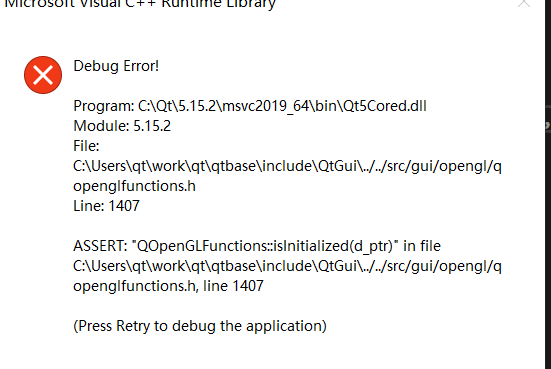 Microsoft Visual C++ Runtime Library
Debug Error!
Program: C:\Qt\5.15.2\msvc2019_64\bin\Qt5Cored.dll
Module: 5.15.2
File:
C:\Users\qt\work\qt\qtbase\include\QtGui\../../src/gui/opengl/q
openglfunctions.h
Line: 1407
ASSERT: "QOpenGLFunctions::isInitialized(d_ptr)" in file
C:\Users\qt\work\qt\qtbase\include\QtGui\../../src/gui/opengl/q
openglfunctions.h, line 1407
(Press Retry to debug the application)